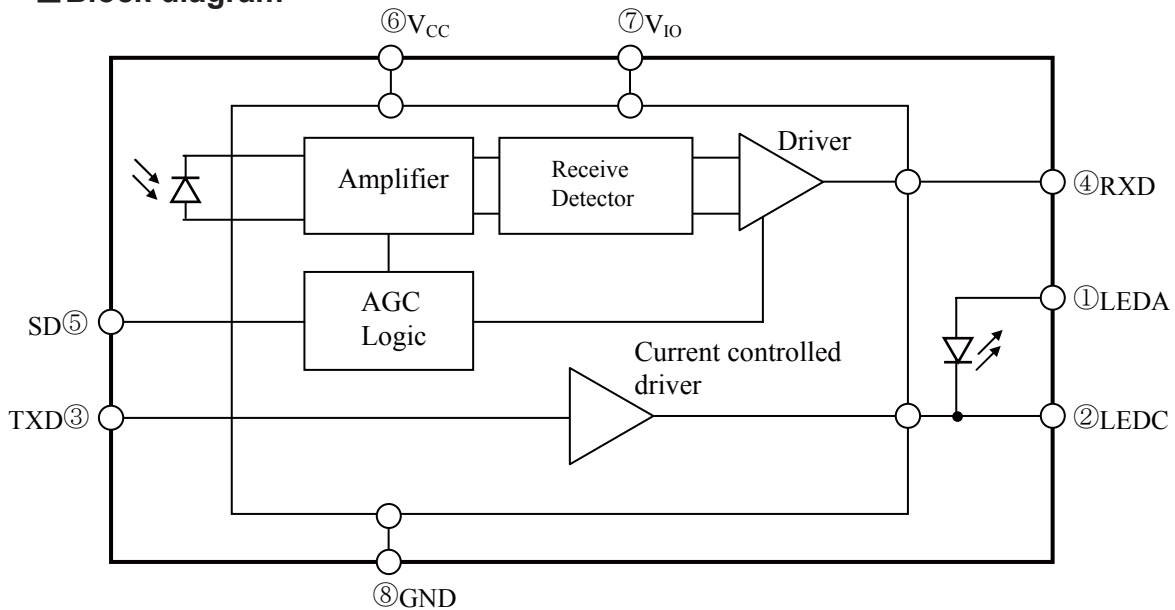 Block diagram
⑥VCC
⑦VIO
Driver
Amplifier
Receive
Detector
④RXD
AGC
Logic
SD⑤
①LEDA
Current controlled
driver
TXD③
②LEDC
⑧GND